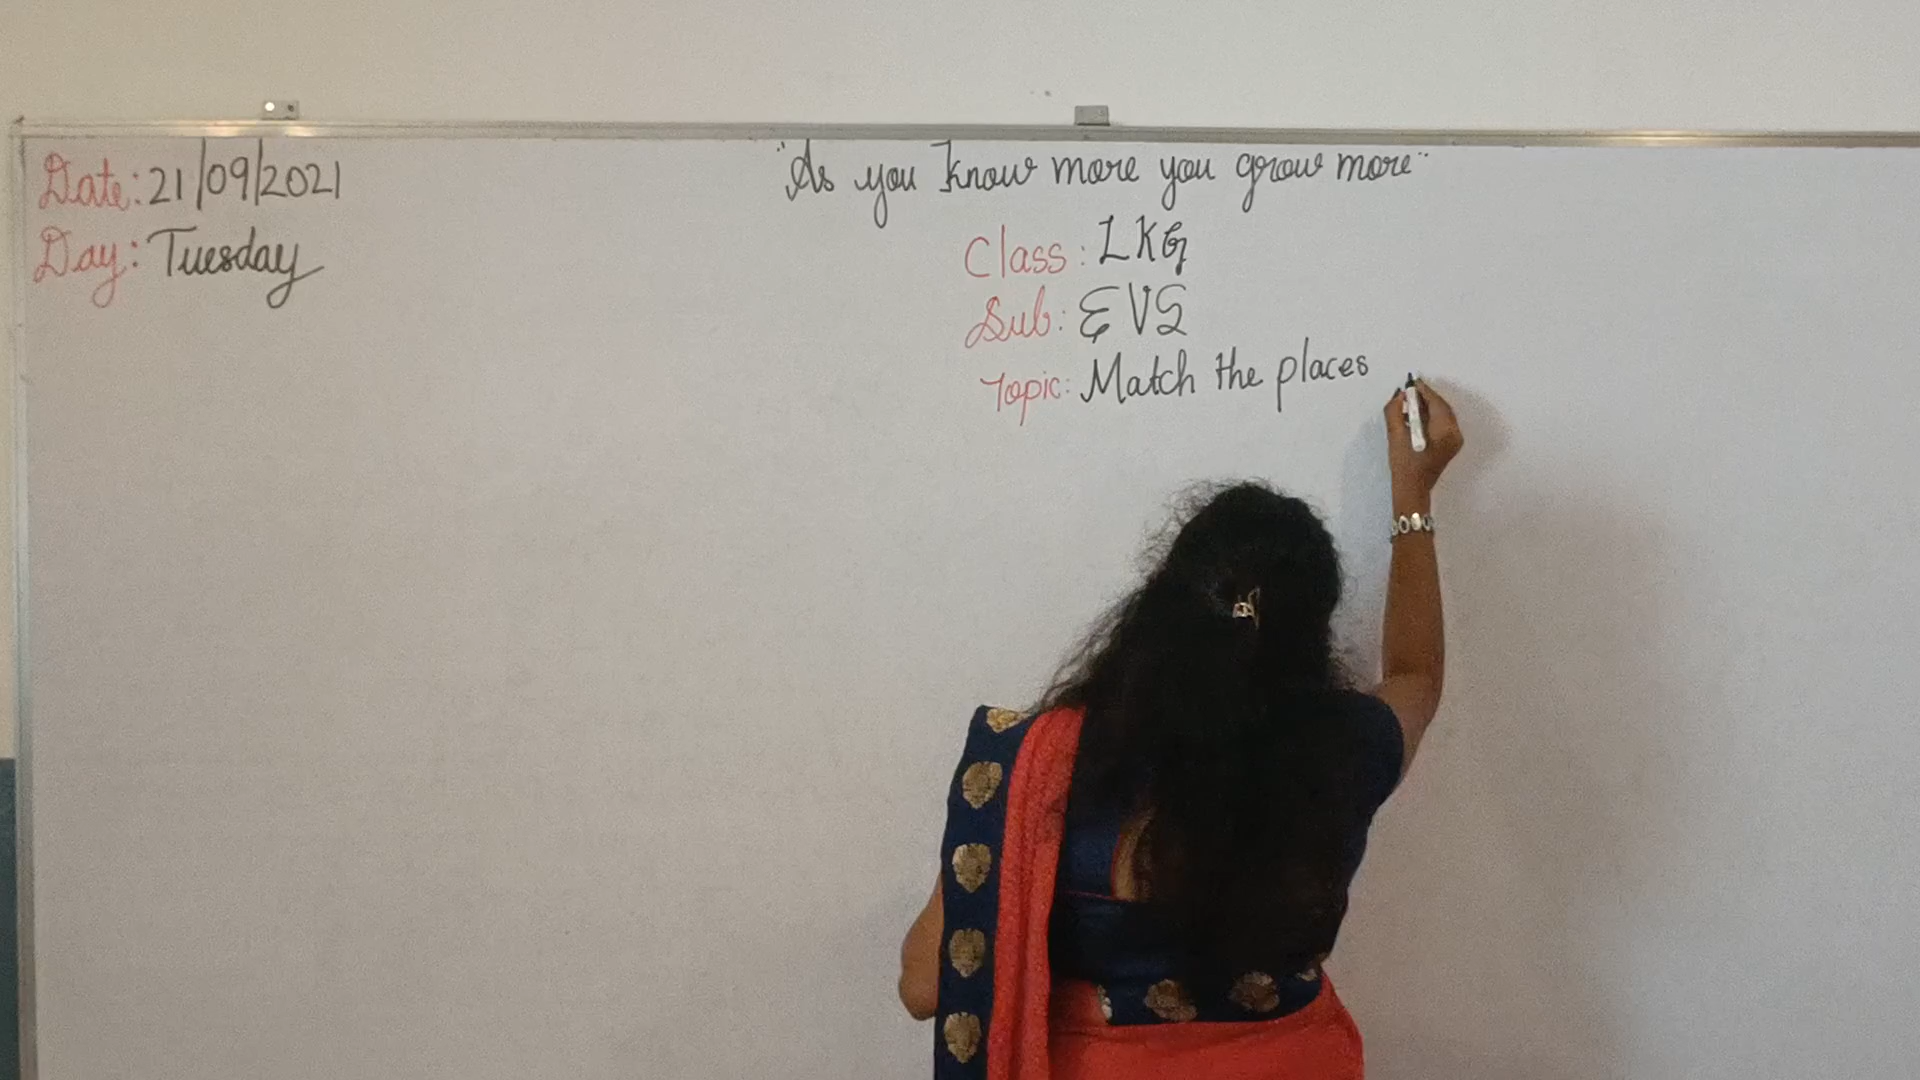 Date: 21/09/2021
Day: Tuesday
"As you know more you grow more"
Class: LKG
Sub: EVS
Topic: Match the places